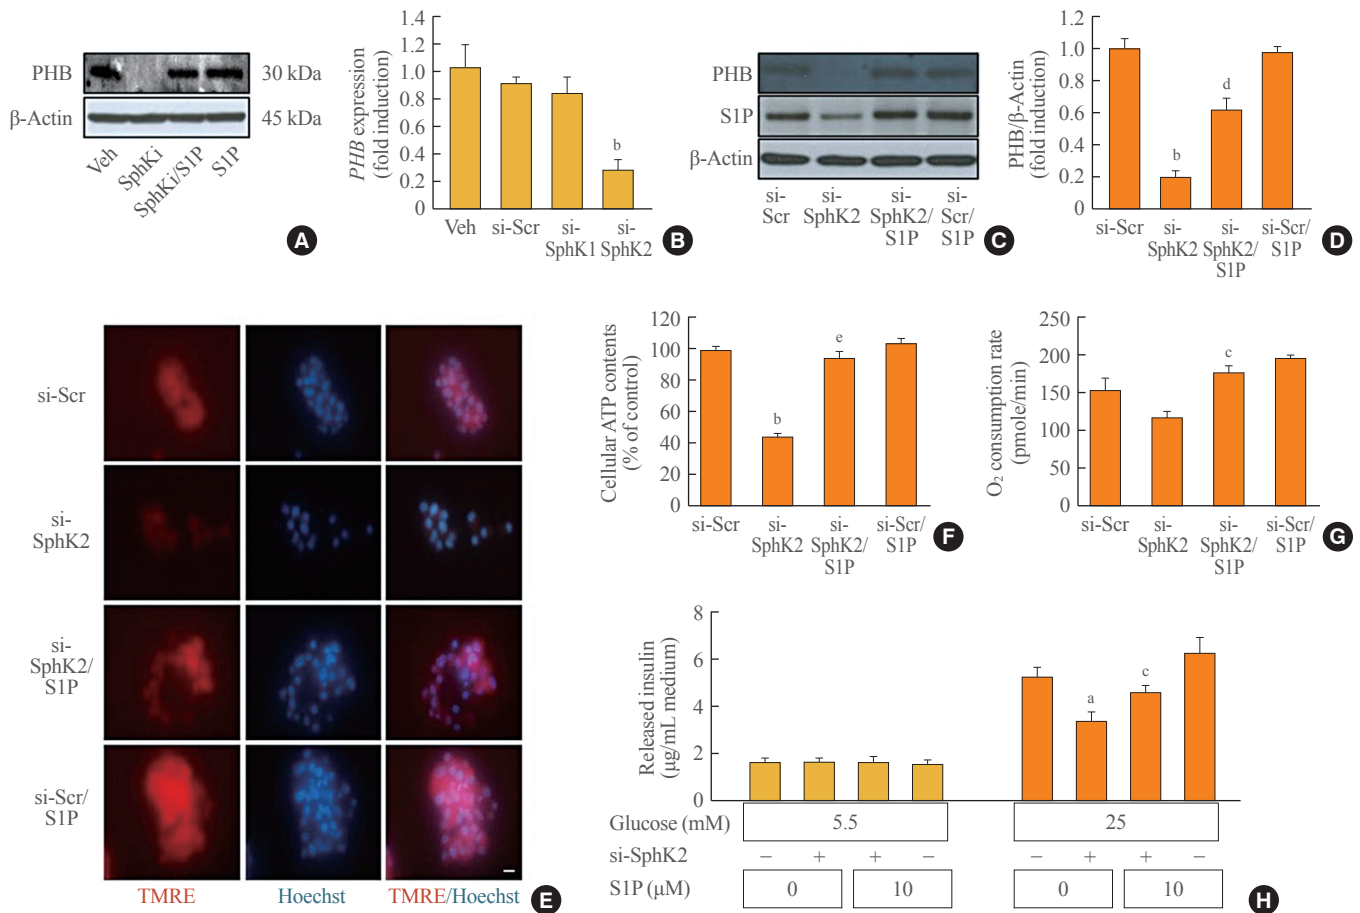 PHB
30 kDa
β-Actin
45 kDa
Veh
SphKi
SphKi/S1P
S1P
A
PHB expression
(fold induction)
1.4
1.2
1.0
0.8
0.6
0.4
0.2
0
b
Veh
si-Scr
si-
SphK1
si-
SphK2
B
PHB
S1P
β-Actin
si-
Scr
si-
SphK2
si-
SphK2/
S1P
si-
Scr/
S1P
C
PHB/β-Actin
(fold induction)
1.2
1.0
0.8
0.6
0.4
0.2
0
b
d
si-Scr
si-
SphK2
si-
SphK2/
S1P
si-Scr/
S1P
D
si-Scr
si-
SphK2
si-
SphK2/
S1P
si-Scr/
S1P
TMRE
Hoechst
TMRE/Hoechst
E
Cellular ATP contents
(% of control)
120
100
80
60
40
20
0
b
e
si-Scr
si-
SphK2
si-
SphK2/
S1P
si-Scr/
S1P
F
O₂ consumption rate
(pmole/min)
250
200
150
100
50
0
c
si-Scr
si-
SphK2
si-
SphK2/
S1P
si-Scr/
S1P
G
Released insulin
(μg/mL medium)
8
6
4
2
0
a
c
Glucose (mM)
5.5
25
si-SphK2
− + + − − + + −
S1P (μM)
0 10 0 10
H